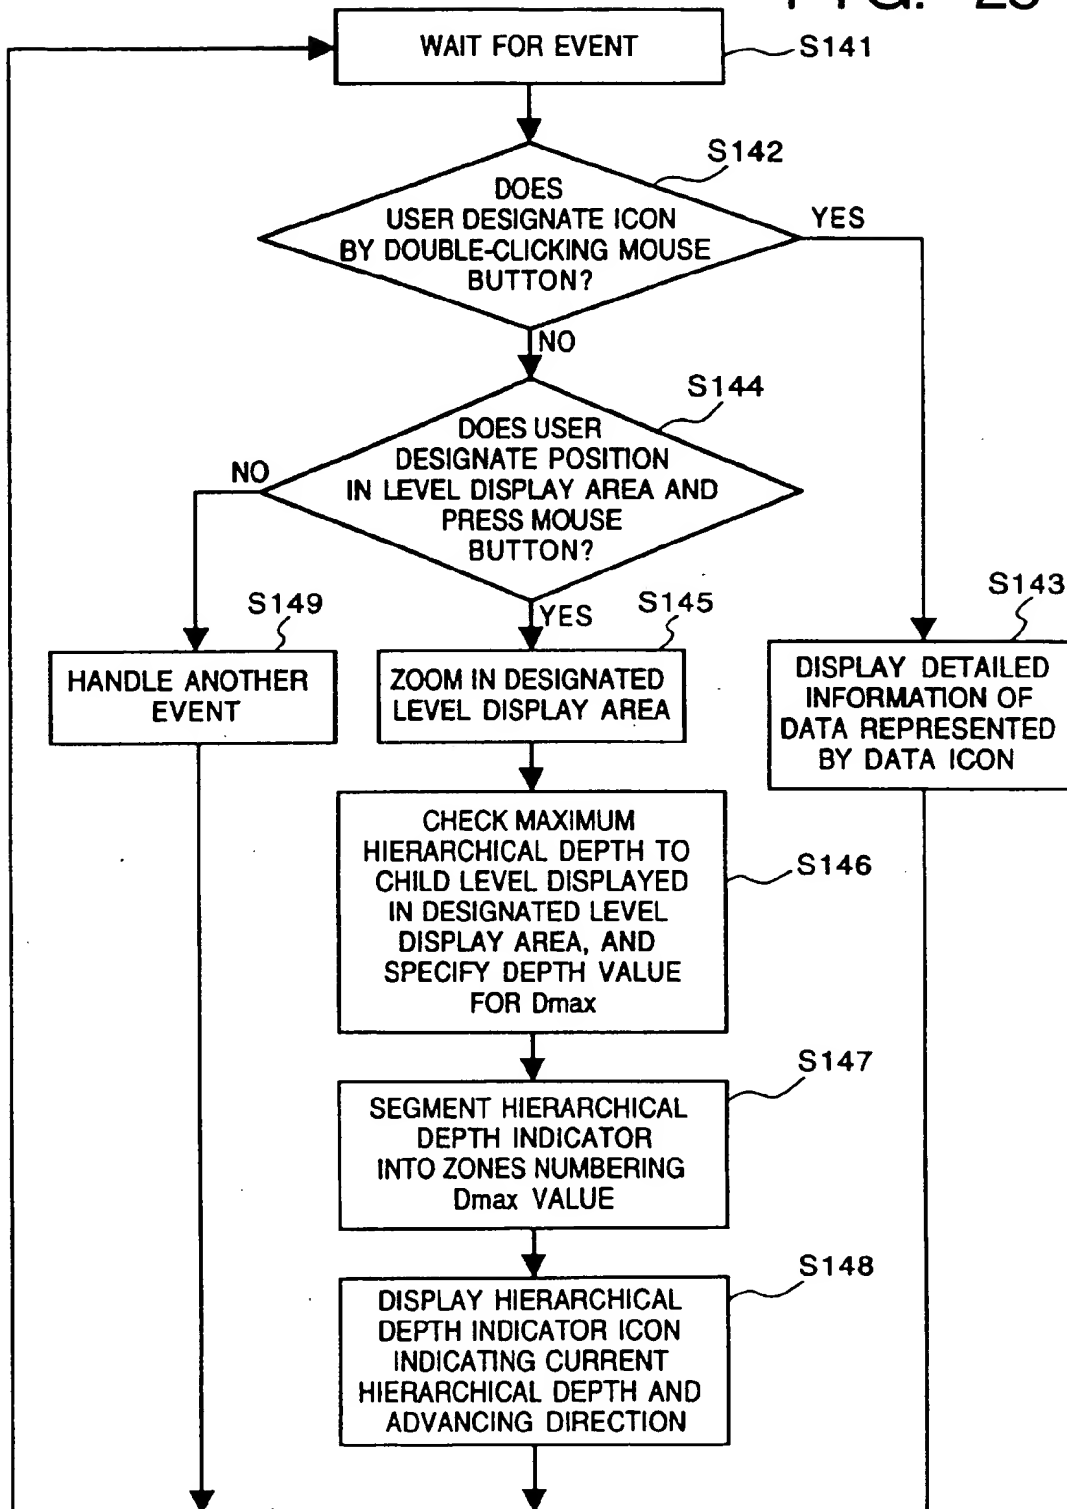 WAIT FOR EVENT
S141
S142
DOES
USER DESIGNATE ICON
BY DOUBLE-CLICKING MOUSE
BUTTON?
YES
NO
S144
DOES USER
DESIGNATE POSITION
IN LEVEL DISPLAY AREA AND
PRESS MOUSE
BUTTON?
NO
YES
S149
HANDLE ANOTHER
EVENT
S145
ZOOM IN DESIGNATED
LEVEL DISPLAY AREA
S143
DISPLAY DETAILED
INFORMATION OF
DATA REPRESENTED
BY DATA ICON
CHECK MAXIMUM
HIERARCHICAL DEPTH TO
CHILD LEVEL DISPLAYED
IN DESIGNATED LEVEL
DISPLAY AREA, AND
SPECIFY DEPTH VALUE
FOR Dmax
S146
S147
SEGMENT HIERARCHICAL
DEPTH INDICATOR
INTO ZONES NUMBERING
Dmax VALUE
S148
DISPLAY HIERARCHICAL
DEPTH INDICATOR ICON
INDICATING CURRENT
HIERARCHICAL DEPTH AND
ADVANCING DIRECTION